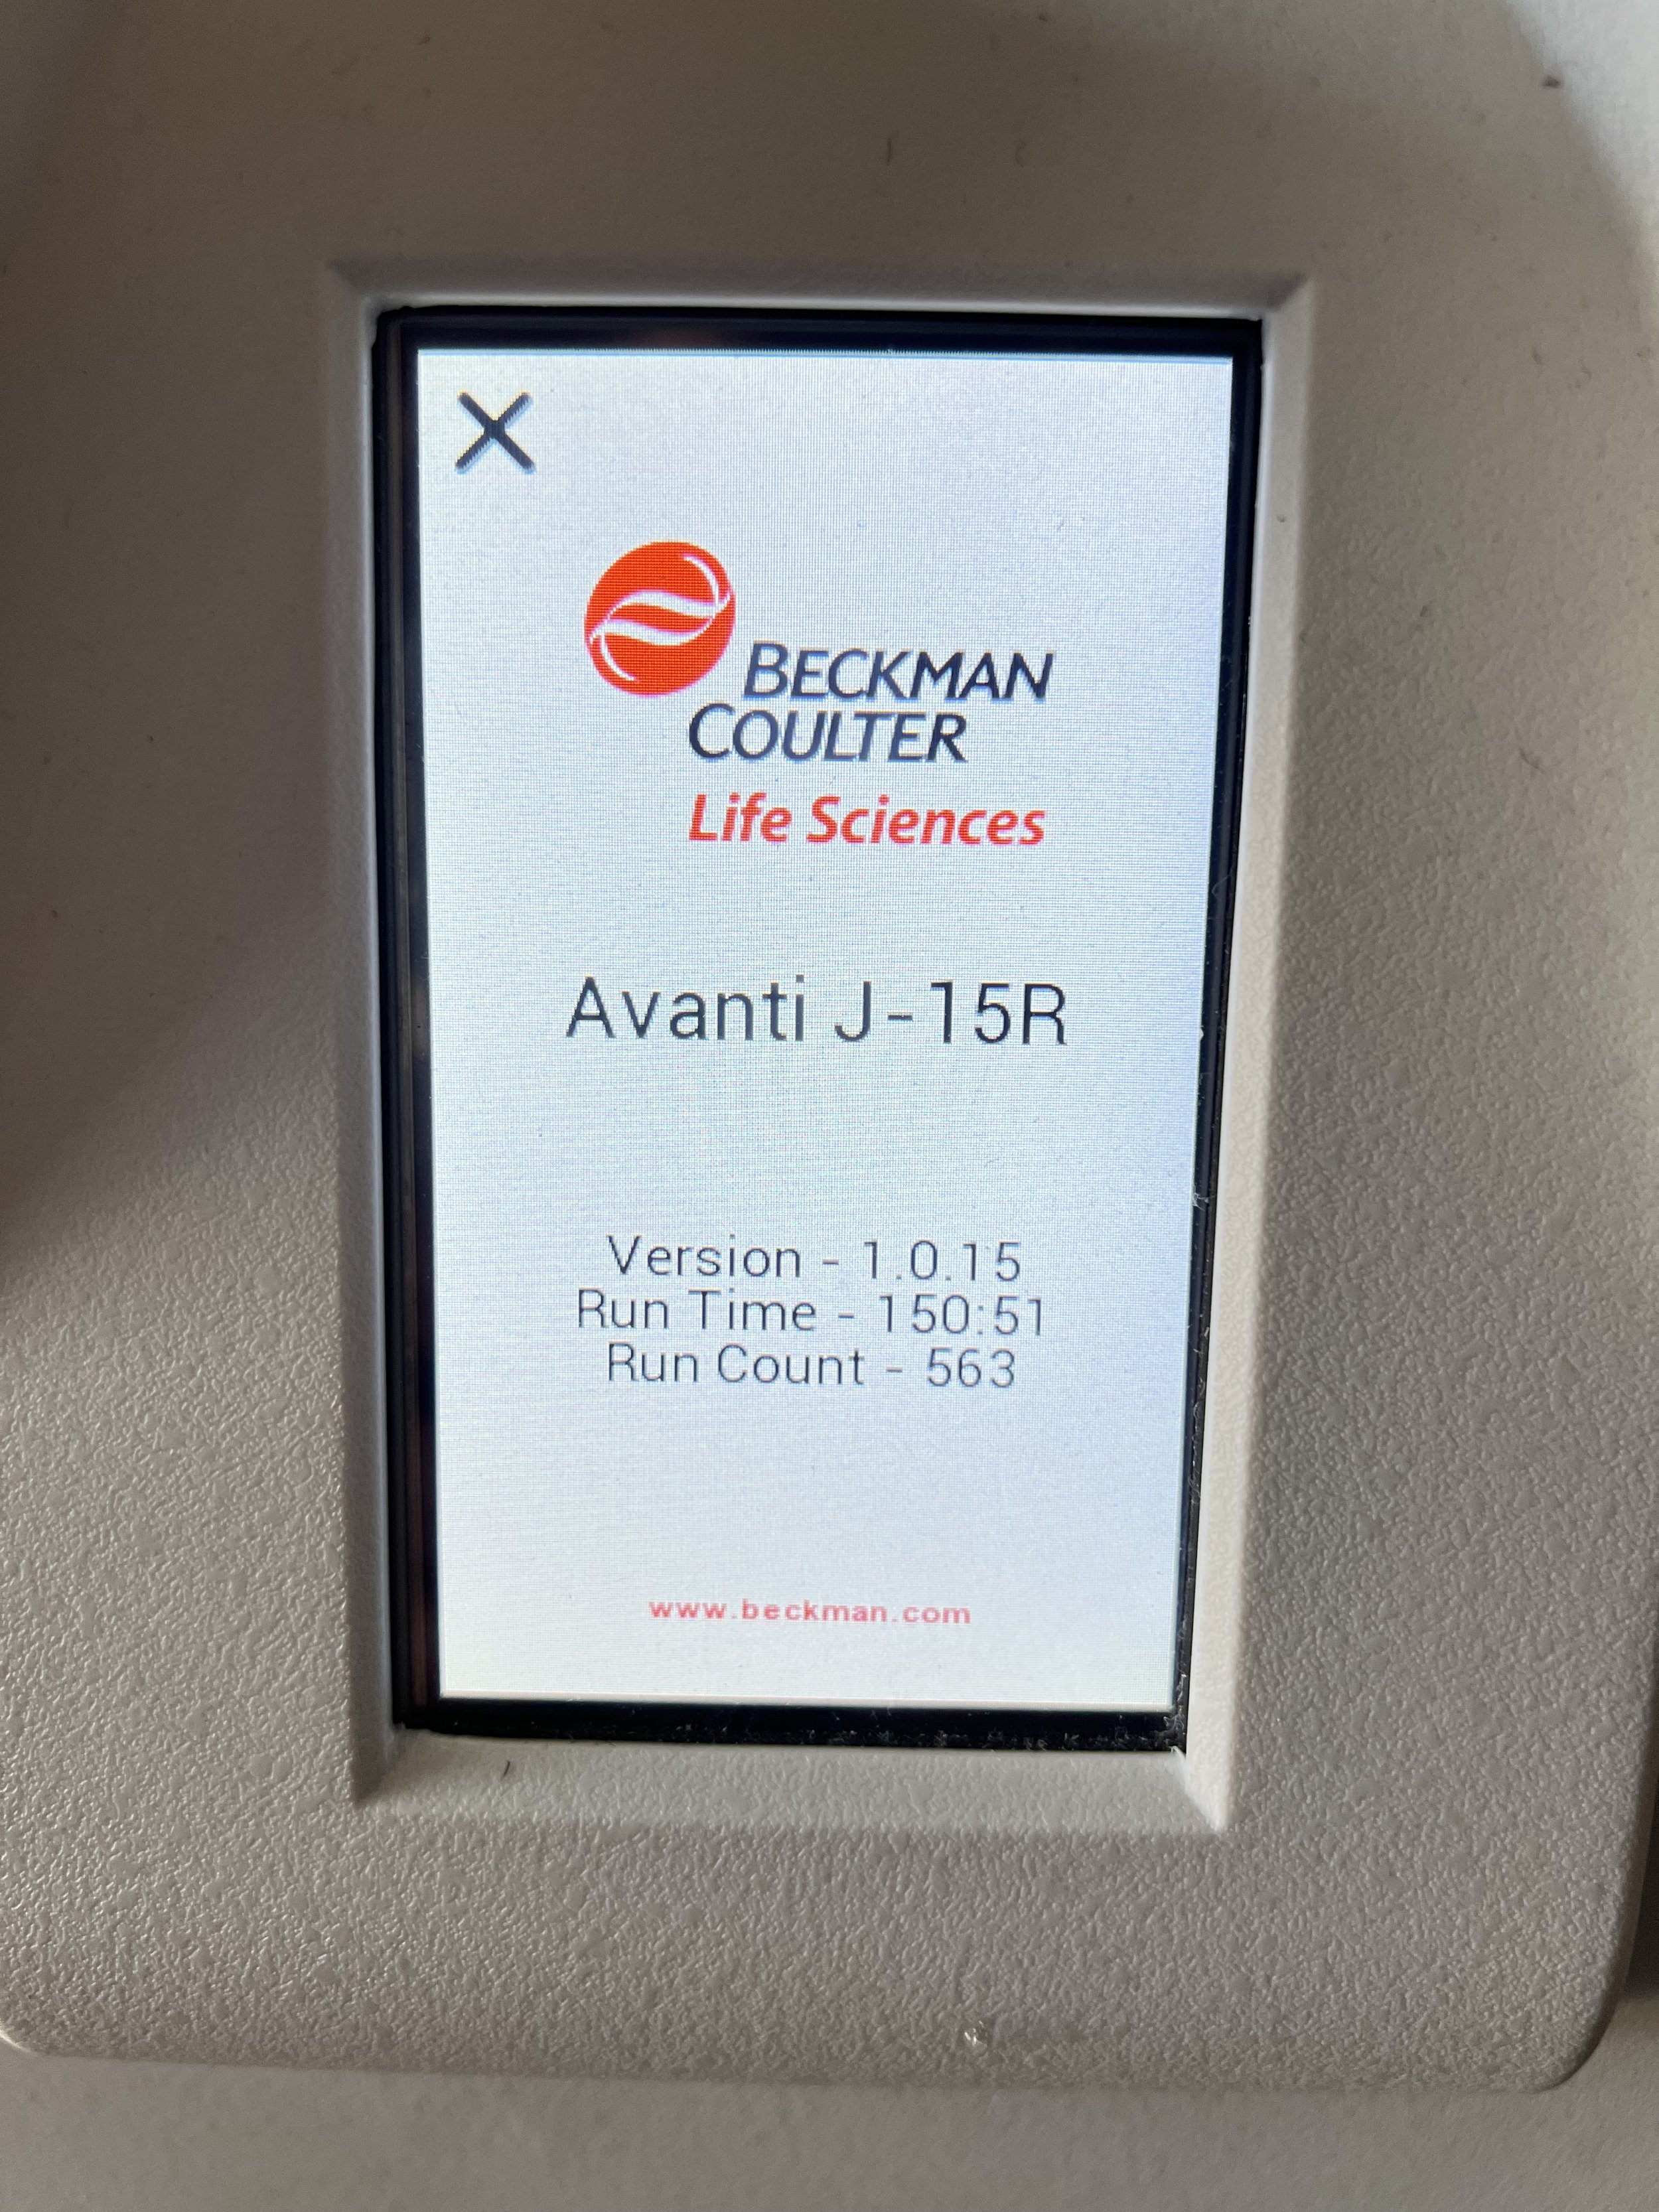 BECKMAN
COULTER
Life Sciences
Avanti J-15R
Version - 1.0.15
Run Time - 150:51
Run Count - 563
www.beckman.com